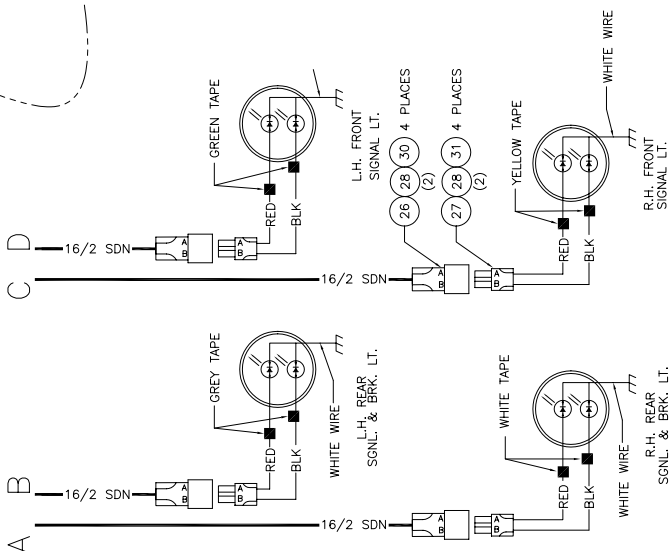 D
16/2 SDN
C
A
B
GREEN TAPE
RED
BLK
L.H. FRONT
SIGNAL LT.
26 28 30 4 PLACES
(2)
27 28 31 4 PLACES
(2)
16/2 SDN
A
B
A
B
YELLOW TAPE
RED
BLK
WHITE WIRE
R.H. FRONT
SIGNAL LT.
B
16/2 SDN
A
A
B
A
B
GREY TAPE
RED
BLK
WHITE WIRE
L.H. REAR
SGNL. & BRK. LT.
16/2 SDN
A
B
A
B
WHITE TAPE
RED
BLK
WHITE WIRE
R.H. REAR
SGNL. & BRK. LT.